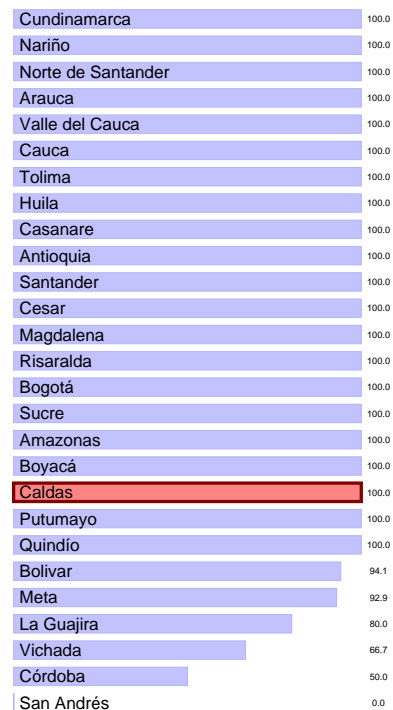 Cundinamarca 100.0
Nariño 100.0
Norte de Santander 100.0
Arauca 100.0
Valle del Cauca 100.0
Cauca 100.0
Tolima 100.0
Huila 100.0
Casanare 100.0
Antioquia 100.0
Santander 100.0
Cesar 100.0
Magdalena 100.0
Risaralda 100.0
Bogotá 100.0
Sucre 100.0
Amazonas 100.0
Boyacá 100.0
Caldas 100.0
Putumayo 100.0
Quindío 100.0
Bolivar 94.1
Meta 92.9
La Guajira 80.0
Vichada 66.7
Córdoba 50.0
San Andrés 0.0